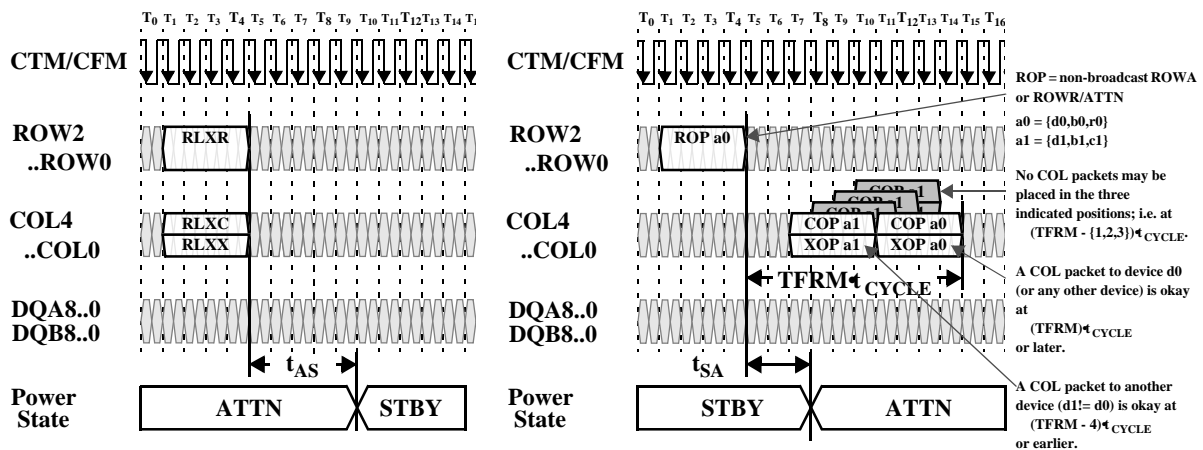 T0 T1 T2 T3 T4 T5 T6 T7 T8 T9 T10 T11 T12 T13 T14
CTM/CFM
ROW2
..ROW0
RLXR
COL4
..COL0
RLXC
RLXX
DQA8..0
DQB8..0
tAS
Power
State
ATTN
STBY
T0 T1 T2 T3 T4 T5 T6 T7 T8 T9 T10 T11 T12 T13 T14 T15 T16
CTM/CFM
ROW2
..ROW0
ROP a0
COL4
..COL0
COP a1
COP a1
COP a1
COP a1
COP a0
XOP a1
XOP a0
TFRM•tCYCLE
DQA8..0
DQB8..0
tSA
Power
State
STBY
ATTN
ROP = non-broadcast ROWA
or ROWR/ATTN
a0 = {d0,b0,r0}
a1 = {d1,b1,c1}
No COL packets may be
placed in the three
indicated positions; i.e. at
(TFRM - {1,2,3})•tCYCLE.
A COL packet to device d0
(or any other device) is okay
at
(TFRM)•tCYCLE
or later.
A COL packet to another
device (d1!= d0) is okay at
(TFRM - 4)•tCYCLE
or earlier.